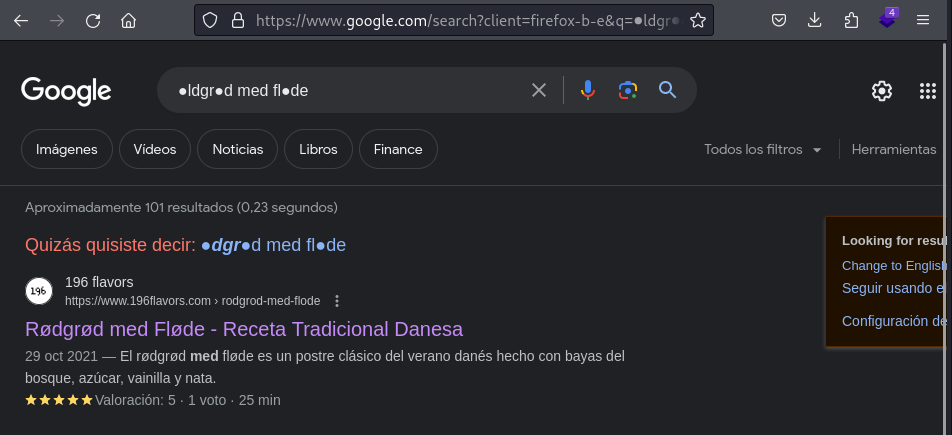 https://www.google.com/search?client=firefox-b-e&q=●ldgr●
4
Google
●ldgr●d med fl●de
Imágenes Vídeos Noticias Libros Finance Todos los filtros Herramientas
Aproximadamente 101 resultados (0,23 segundos)
Quizás quisiste decir: ●dgr●d med fl●de
196
196 flavors
https://www.196flavors.com › rodgrod-med-flode
Rødgrød med Fløde - Receta Tradicional Danesa
29 oct 2021 — El rødgrød med fløde es un postre clásico del verano danés hecho con bayas del
bosque, azúcar, vainilla y nata.
★★★★★ Valoración: 5 · 1 voto · 25 min
Looking for resu
Change to English
Seguir usando e
Configuración de